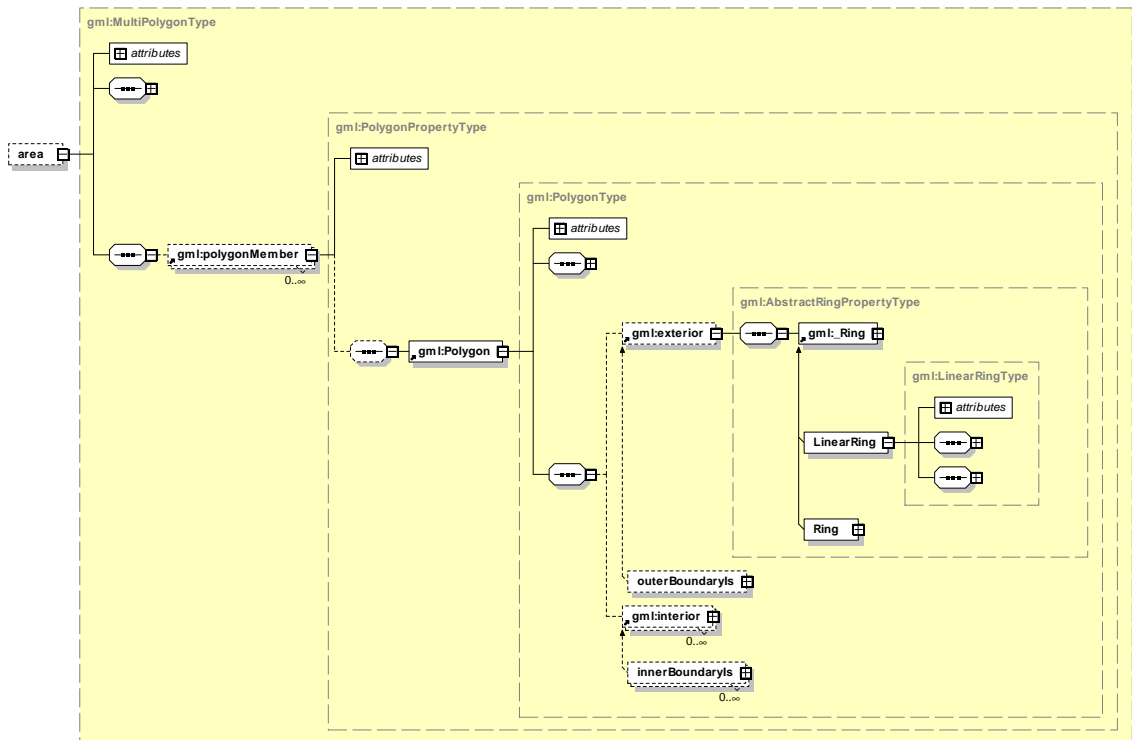 gml:MultiPolygonType
attributes
gml:PolygonPropertyType
area
attributes
gml:PolygonType
attributes
gml:polygonMember
0..∞
gml:AbstractRingPropertyType
gml:exterior
gml:_Ring
gml:Polygon
gml:LinearRingType
attributes
LinearRing
Ring
outerBoundaryIs
gml:interior
0..∞
innerBoundaryIs
0..∞